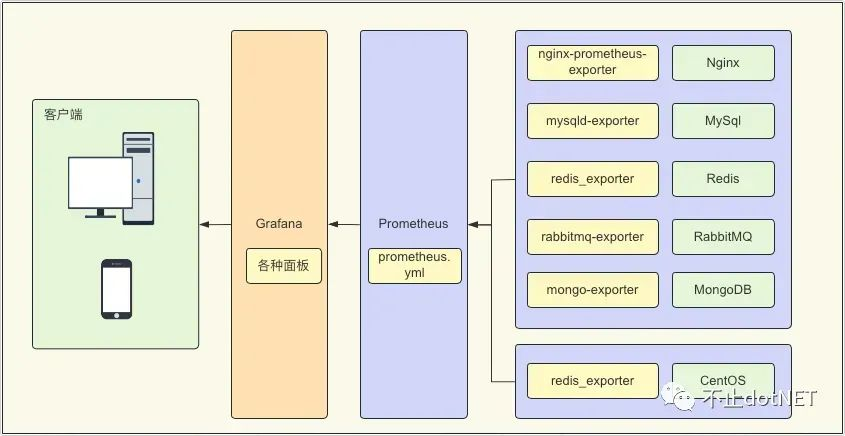 客户端
Grafana
各种面板
Prometheus
prometheus.
yml
nginx-prometheus-
exporter
Nginx
mysqld-exporter
MySql
redis_exporter
Redis
rabbitmq-exporter
RabbitMQ
mongo-exporter
MongoDB
redis_exporter
CentOS
不止dotNET